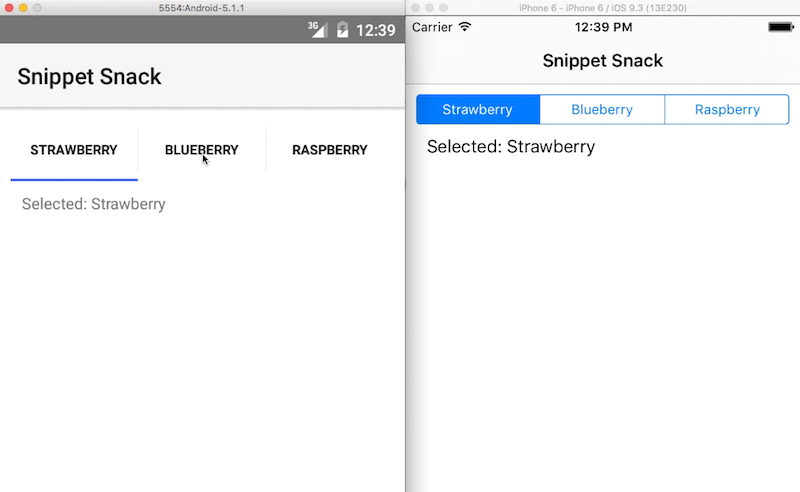 5554:Android-5.1.1
3G 12:39
Snippet Snack
STRAWBERRY BLUEBERRY RASPBERRY
Selected: Strawberry
iPhone 6 - iPhone 6 / iOS 9.3 (13E230)
Carrier 12:39 PM
Snippet Snack
Strawberry Blueberry Raspberry
Selected: Strawberry